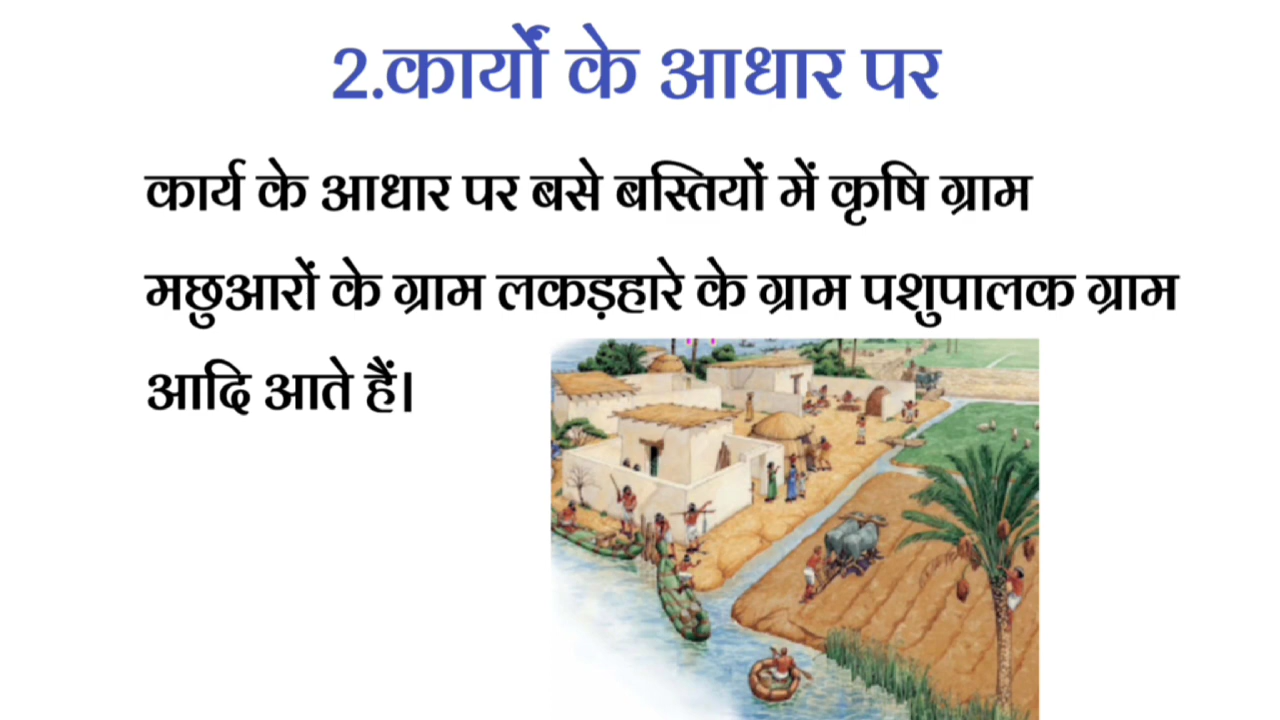 2.कार्यों के आधार पर
कार्य के आधार पर बसे बस्तियों में कृषि ग्राम
मछुआरों के ग्राम लकड़हारे के ग्राम पशुपालक ग्राम
आदि आते हैं।